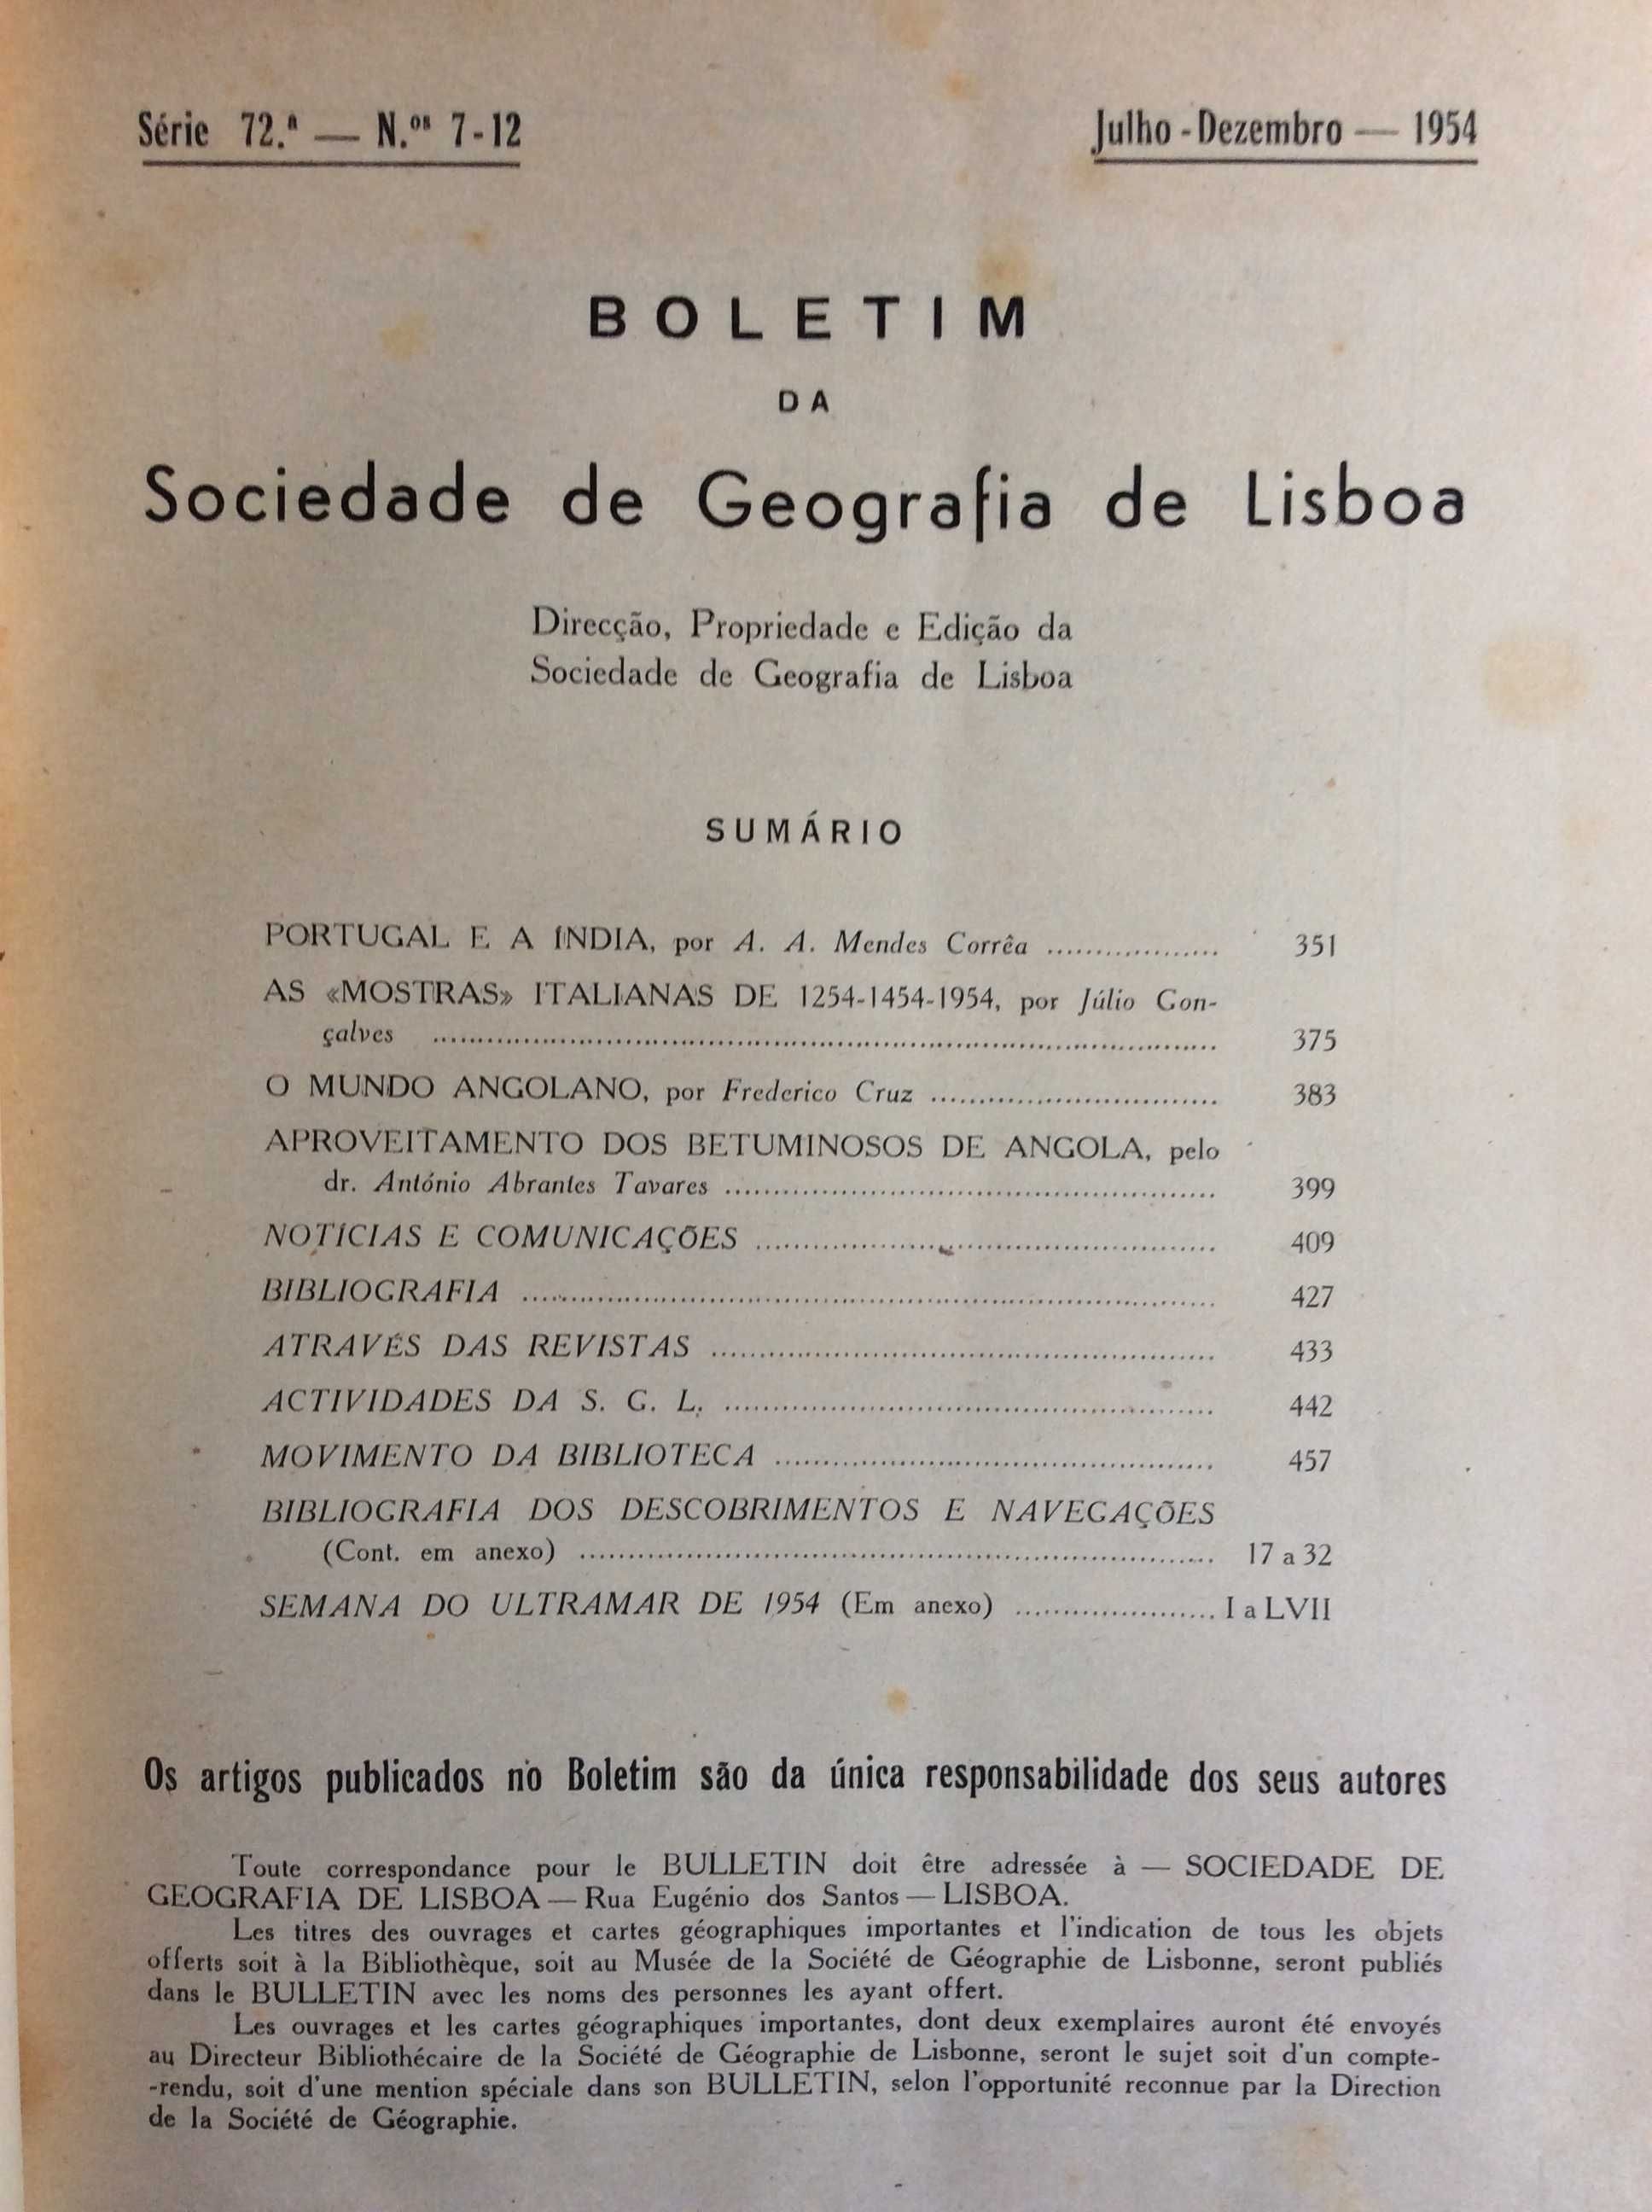 Série 72.ª — N.ºˢ 7-12
Julho - Dezembro — 1954
BOLETIM
DA
Sociedade de Geografia de Lisboa
Direcção, Propriedade e Edição da
Sociedade de Geografia de Lisboa
SUMÁRIO
PORTUGAL E A ÍNDIA, por A. A. Mendes Corrêa .................. 351
AS «MOSTRAS» ITALIANAS DE 1254-1454-1954, por Júlio Gon-
çalves .................. 375
O MUNDO ANGOLANO, por Frederico Cruz .................. 383
APROVEITAMENTO DOS BETUMINOSOS DE ANGOLA, pelo
dr. António Abrantes Tavares .................. 399
NOTÍCIAS E COMUNICAÇÕES .................. 409
BIBLIOGRAFIA .................. 427
ATRAVÉS DAS REVISTAS .................. 433
ACTIVIDADES DA S. G. L. .................. 442
MOVIMENTO DA BIBLIOTECA .................. 457
BIBLIOGRAFIA DOS DESCOBRIMENTOS E NAVEGAÇÕES
(Cont. em anexo) .................. 17 a 32
SEMANA DO ULTRAMAR DE 1954 (Em anexo) .................. I a LVII
Os artigos publicados no Boletim são da única responsabilidade dos seus autores
Toute correspondance pour le BULLETIN doit être adressée à — SOCIEDADE DE
GEOGRAFIA DE LISBOA — Rua Eugénio dos Santos — LISBOA.
Les titres des ouvrages et cartes géographiques importantes et l'indication de tous les objets
offerts soit à la Bibliothèque, soit au Musée de la Société de Géographie de Lisbonne, seront publiés
dans le BULLETIN avec les noms des personnes les ayant offert.
Les ouvrages et les cartes géographiques importantes, dont deux exemplaires auront été envoyés
au Directeur Bibliothécaire de la Société de Géographie de Lisbonne, seront le sujet soit d'un compte-
-rendu, soit d'une mention spéciale dans son BULLETIN, selon l'opportunité reconnue par la Direction
de la Société de Géographie.